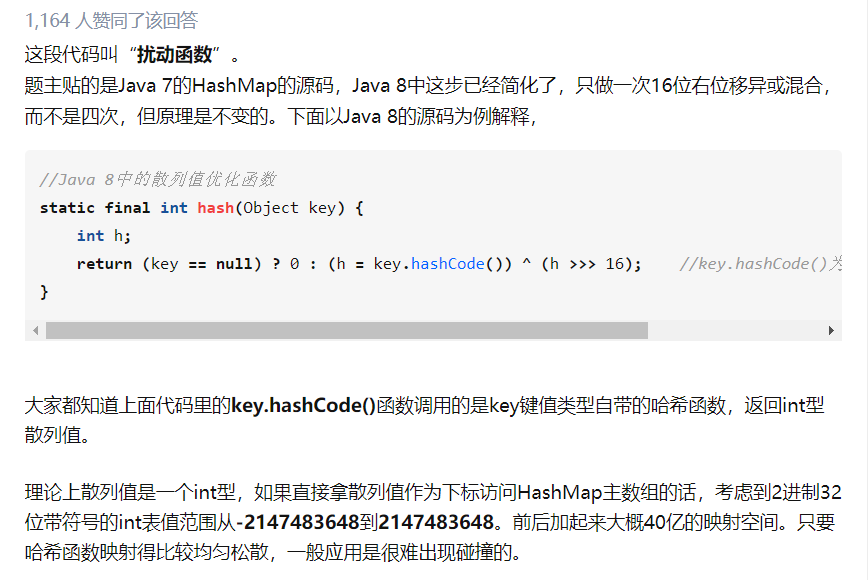 1,164 人赞同了该回答
这段代码叫“扰动函数”。
题主贴的是Java 7的HashMap的源码，Java 8中这步已经简化了，只做一次16位右位移异或混合，
而不是四次，但原理是不变的。下面以Java 8的源码为例解释，
//Java 8中的散列值优化函数
static final int hash(Object key) {
    int h;
    return (key == null) ? 0 : (h = key.hashCode()) ^ (h >>> 16);    //key.hashCode()为
}
大家都知道上面代码里的key.hashCode()函数调用的是key键值类型自带的哈希函数，返回int型
散列值。
理论上散列值是一个int型，如果直接拿散列值作为下标访问HashMap主数组的话，考虑到2进制32
位带符号的int表值范围从-2147483648到2147483648。前后加起来大概40亿的映射空间。只要
哈希函数映射得比较均匀松散，一般应用是很难出现碰撞的。